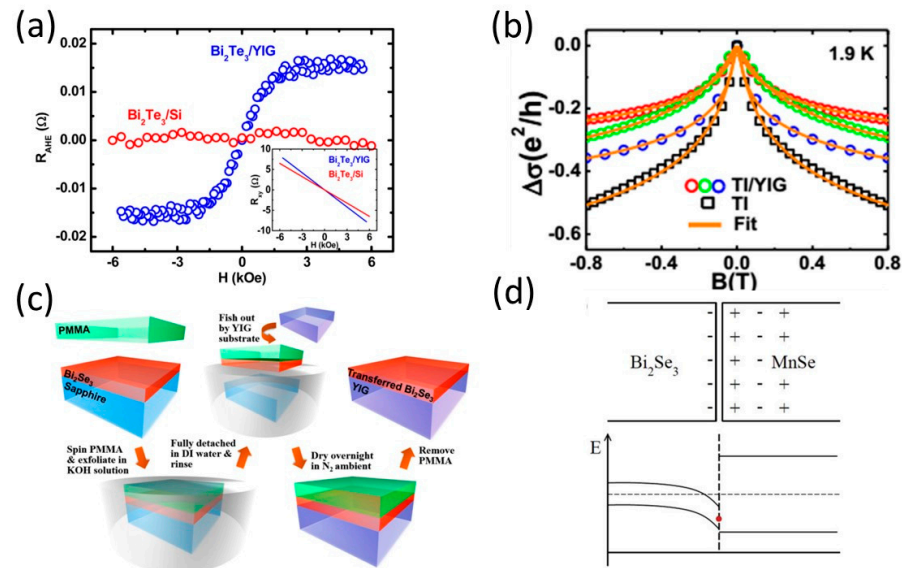 (a)
0.02
0.01
0.00
-0.01
-0.02
R_AHE (Ω)
Bi₂Te₃/YIG
Bi₂Te₃/Si
-6 -3 0 3 6
H (kOe)
10
5
0
-5
-10
R_xy (Ω)
Bi₂Te₃/YIG
Bi₂Te₃/Si
-6 -3 0 3 6
H (kOe)
(b)
0.0
-0.2
-0.4
-0.6
Δσ(e²/h)
1.9 K
TI/YIG
TI
Fit
-0.8 -0.4 0.0 0.4 0.8
B(T)
(c)
PMMA
Fish out
by YIG
substrate
Bi₂Se₃
Sapphire
Transferred Bi₂Se₃
YIG
Spin PMMA
& exfoliate in
KOH solution
Fully detached
in DI water &
rinse
Dry overnight
in N₂ ambient
Remove
PMMA
(d)
Bi₂Se₃
MnSe
- + - +
- + - +
- + - +
- + - +
- + - +
E